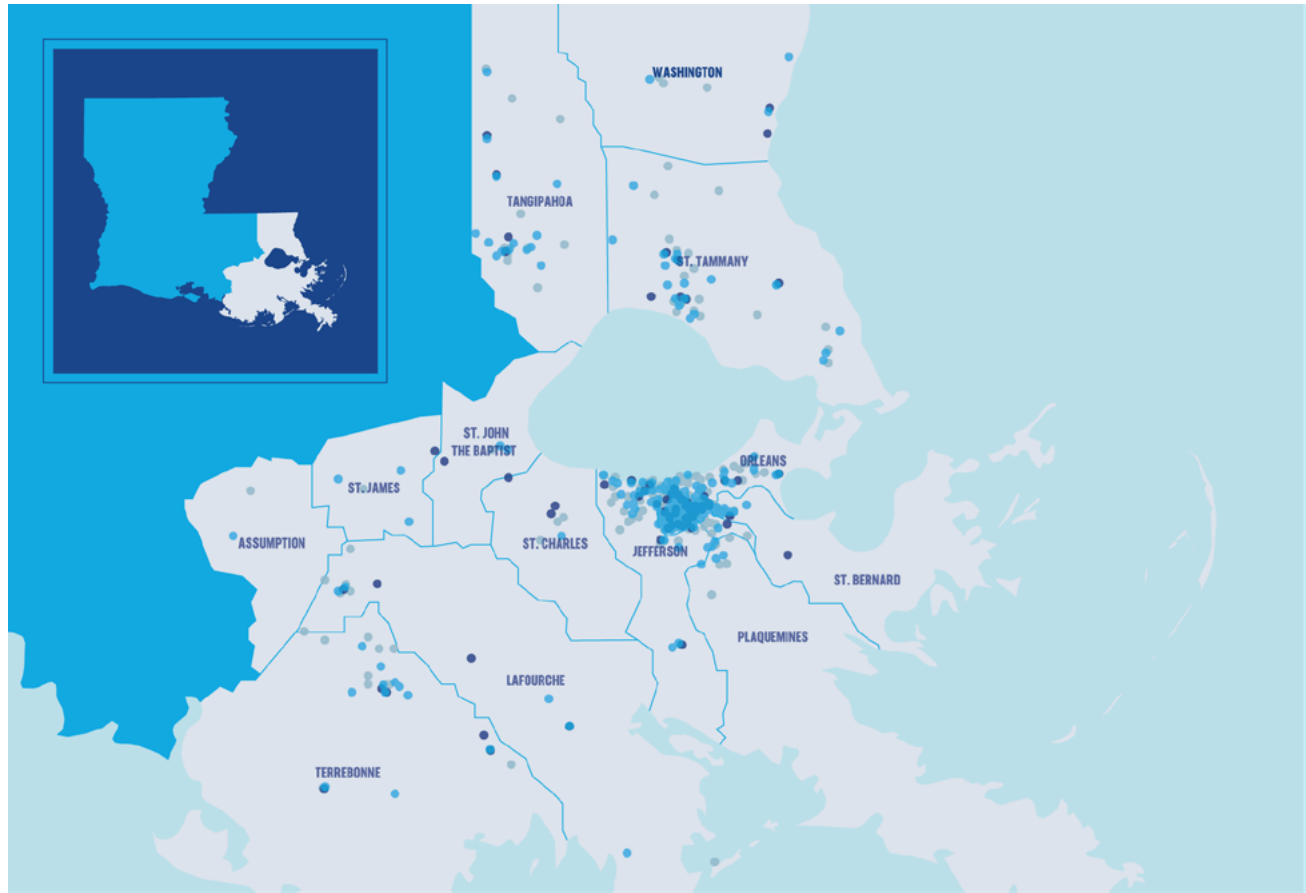 WASHINGTON
TANGIPAHOA
ST. TAMMANY
ST. JOHN
THE BAPTIST
ORLEANS
ST. JAMES
ASSUMPTION
ST. CHARLES
JEFFERSON
ST. BERNARD
PLAQUEMINES
LAFOURCHE
TERREBONNE